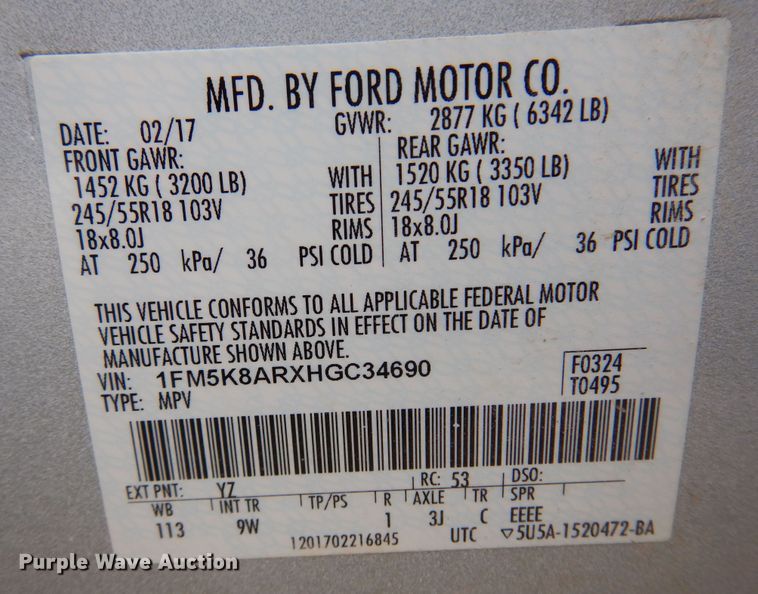 MFD. BY FORD MOTOR CO.
DATE: 02/17 GVWR: 2877 KG ( 6342 LB)
FRONT GAWR: REAR GAWR:
1452 KG ( 3200 LB) WITH 1520 KG ( 3350 LB) WITH
245/55R18 103V TIRES 245/55R18 103V TIRES
18x8.0J RIMS 18x8.0J RIMS
AT 250 kPa/ 36 PSI COLD AT 250 kPa/ 36 PSI COLD
THIS VEHICLE CONFORMS TO ALL APPLICABLE FEDERAL MOTOR
VEHICLE SAFETY STANDARDS IN EFFECT ON THE DATE OF
MANUFACTURE SHOWN ABOVE.
VIN: 1FM5K8ARXHGC34690 F0324
TYPE: MPV T0495
EXT PNT: YZ RC: 53 DSO:
WB INT TR TP/PS R AXLE TR SPR
113 9W 1 3J C EEEE
1201702216845 UTC ▽5U5A-1520472-BA
Purple Wave Auction